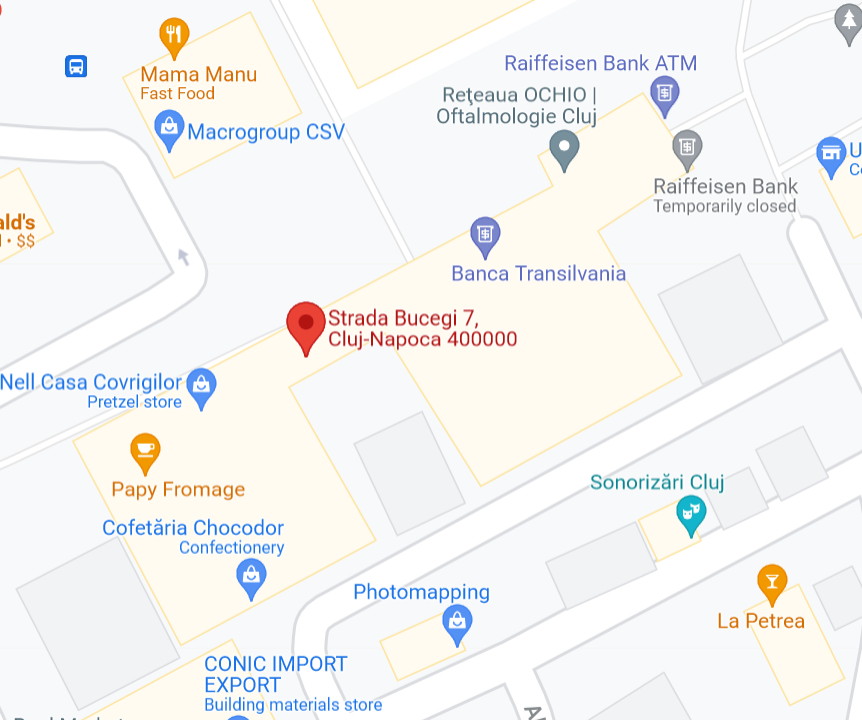 Raiffeisen Bank ATM
Mama Manu
Fast Food
Rețeaua OCHIO |
Oftalmologie Cluj
Macrogroup CSV
Raiffeisen Bank
Temporarily closed
ald's
$$
Banca Transilvania
Strada Bucegi 7,
Cluj-Napoca 400000
Nell Casa Covrigilor
Pretzel store
Papy Fromage
Sonorizări Cluj
Cofetăria Chocodor
Confectionery
Photomapping
La Petrea
CONIC IMPORT
EXPORT
Building materials store